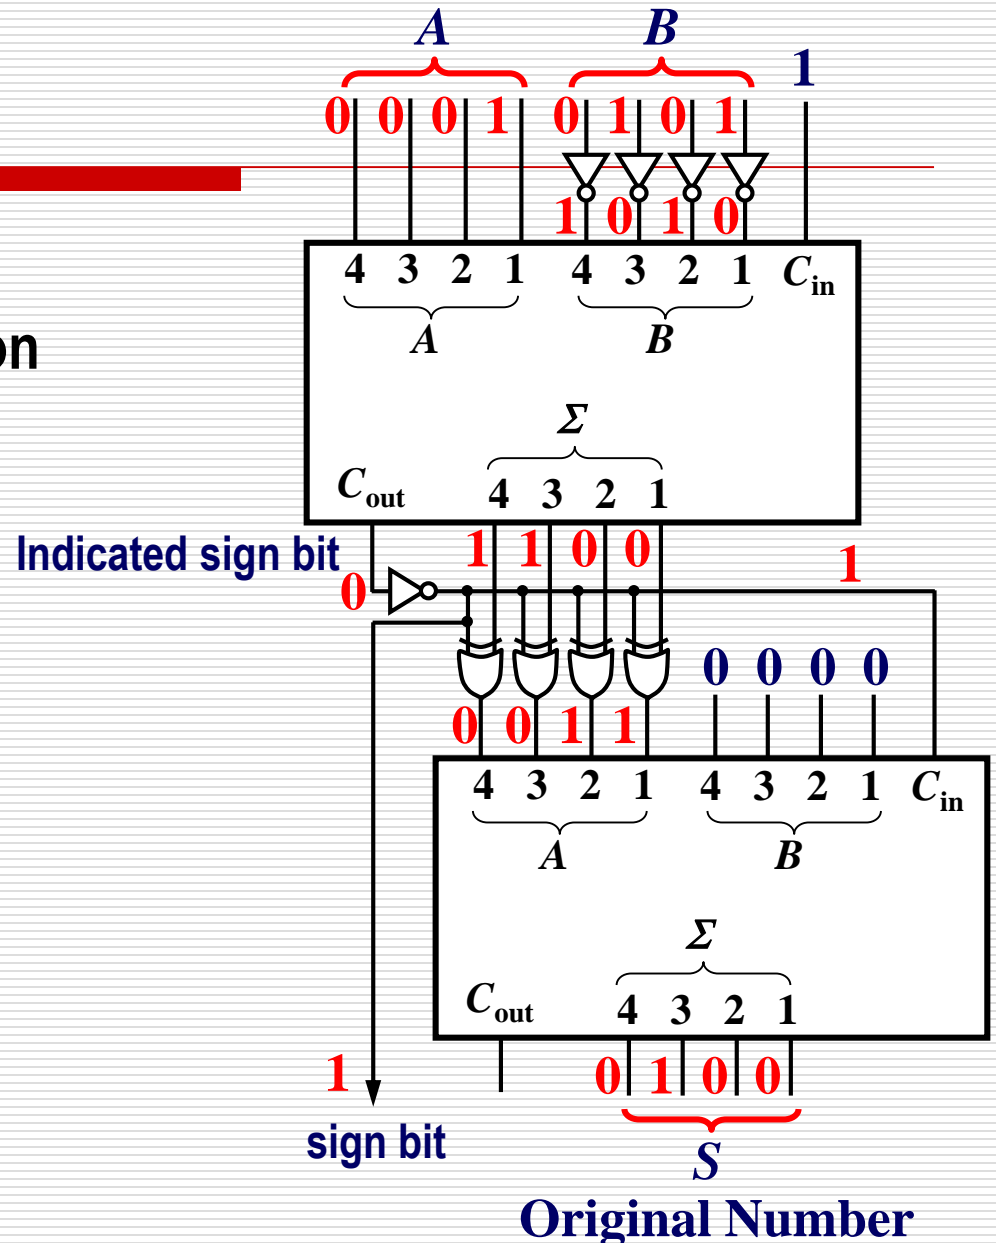 A B 1
0 0 0 1 0 1 0 1
1 0 1 0
4 3 2 1 4 3 2 1 Cin
A B
on
Σ
Cout 4 3 2 1
Indicated sign bit 1 1 0 0 1
0
0 0 0 0
0 0 1 1
4 3 2 1 4 3 2 1 Cin
A B
Σ
Cout 4 3 2 1
1 0 1 0 0
sign bit S
Original Number